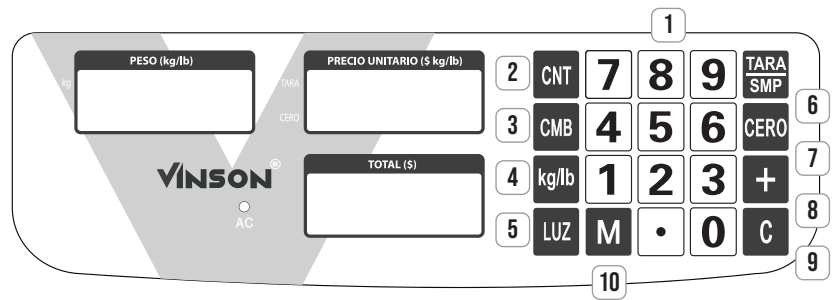 1
PESO (kg/lb)
PRECIO UNITARIO ($ kg/lb)
kg
TARA
CERO
TOTAL ($)
VINSON®
AC
2 CNT 7 8 9 TARA
SMP
6
3 CMB 4 5 6 CERO
7
4 kg/lb 1 2 3 +
8
5 LUZ M . 0 C
9
10